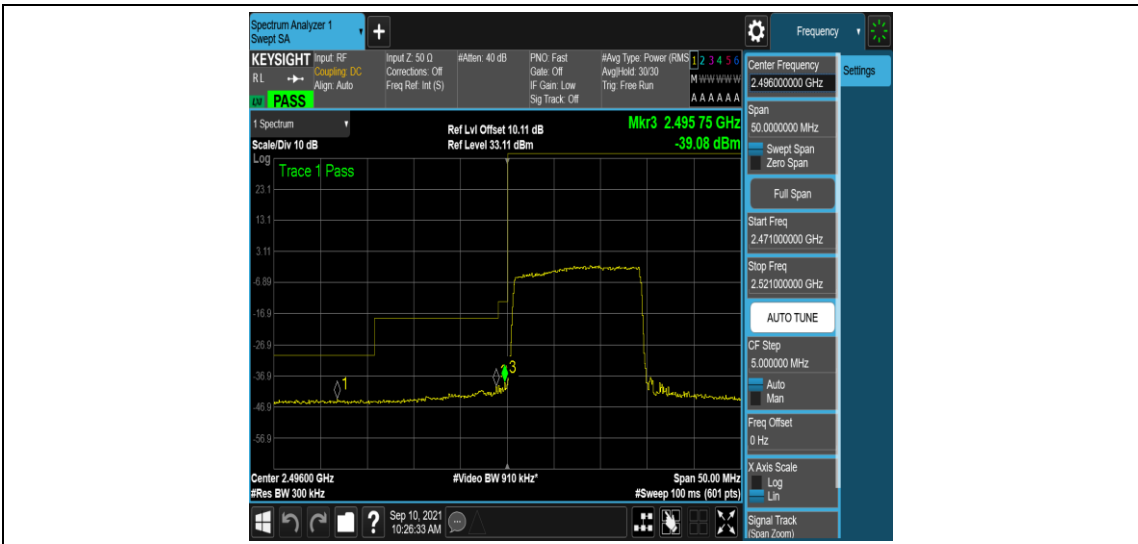 Spectrum Analyzer 1
Swept SA
+
Frequency
KEYSIGHT
RL
Input: RF
Coupling: DC
Align: Auto
Input Z: 50 Ω
Corrections: Off
Freq Ref: Int (S)
#Atten: 40 dB
PNO: Fast
Gate: Off
IF Gain: Low
Sig Track: Off
#Avg Type: Power (RMS
Avg|Hold: 30/30
Trig: Free Run
1 2 3 4 5 6
M W W W W W
A A A A A A
PASS
1 Spectrum
Scale/Div 10 dB
Ref Lvl Offset 10.11 dB
Ref Level 33.11 dBm
Mkr3 2.495 75 GHz
-39.08 dBm
Log
Trace 1 Pass
23.1
13.1
3.11
-6.89
-16.9
-26.9
-36.9
-46.9
-56.9
1
3
Center 2.49600 GHz
#Res BW 300 kHz
#Video BW 910 kHz*
Span 50.00 MHz
#Sweep 100 ms (601 pts)
?
Sep 10, 2021
10:26:33 AM
Center Frequency
2.496000000 GHz
Settings
Span
50.0000000 MHz
Swept Span
Zero Span
Full Span
Start Freq
2.471000000 GHz
Stop Freq
2.521000000 GHz
AUTO TUNE
CF Step
5.000000 MHz
Auto
Man
Freq Offset
0 Hz
X Axis Scale
Log
Lin
Signal Track
(Span Zoom)